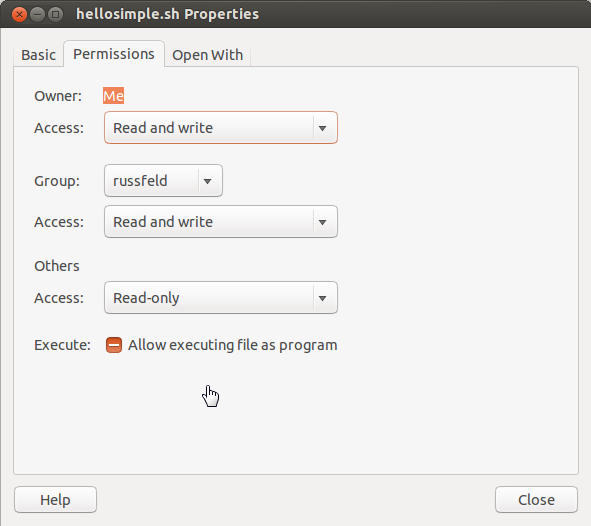 hellosimple.sh Properties
Basic Permissions Open With
Owner: Me
Access: Read and write
Group: russfeld
Access: Read and write
Others
Access: Read-only
Execute: Allow executing file as program
Help Close